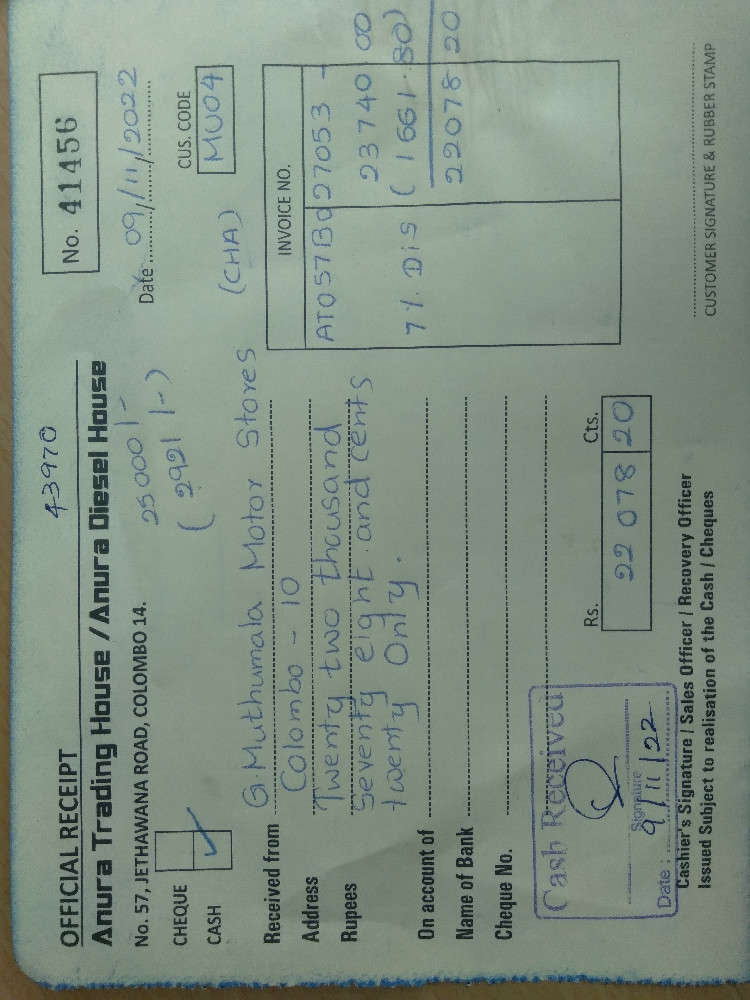 43970
OFFICIAL RECEIPT
No. 41456
Anura Trading House / Anura Diesel House
No. 57, JETHAWANA ROAD, COLOMBO 14.
25000/-
(2921/-)
Date 09/11/2022
CHEQUE
CASH ✓
CUS. CODE
MU04
Received from G. Muthumala Motor Stores (CHA)
Address Colombo - 10
Rupees Twenty two thousand
Seventy eight and cents
twenty Only.
On account of
Name of Bank
Cheque No.
INVOICE NO.
AT057B027053 -
23740.00
7% Dis (1661.80)
22078 20
Rs. Cts.
22 078 20
Cash Received
Signature
Date : 9/11/22
Cashier's Signature / Sales Officer / Recovery Officer
Issued Subject to realisation of the Cash / Cheques
CUSTOMER SIGNATURE & RUBBER STAMP